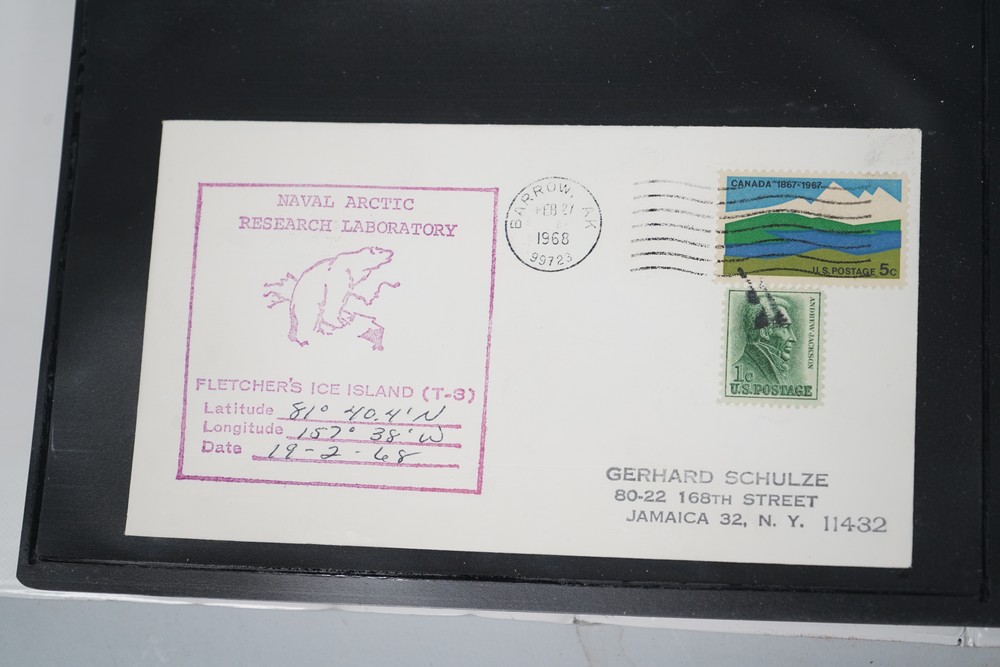 NAVAL ARCTIC
RESEARCH LABORATORY
FLETCHER'S ICE ISLAND (T-3)
Latitude 81° 40.4' N
Longitude 157° 38' W
Date 19-2-68
BARROW, AK
FEB 27
1968
99723
CANADA 1867-1967
U.S. POSTAGE 5c
ANDREW JACKSON
1c
U.S. POSTAGE
GERHARD SCHULZE
80-22 168TH STREET
JAMAICA 32, N. Y. 11432